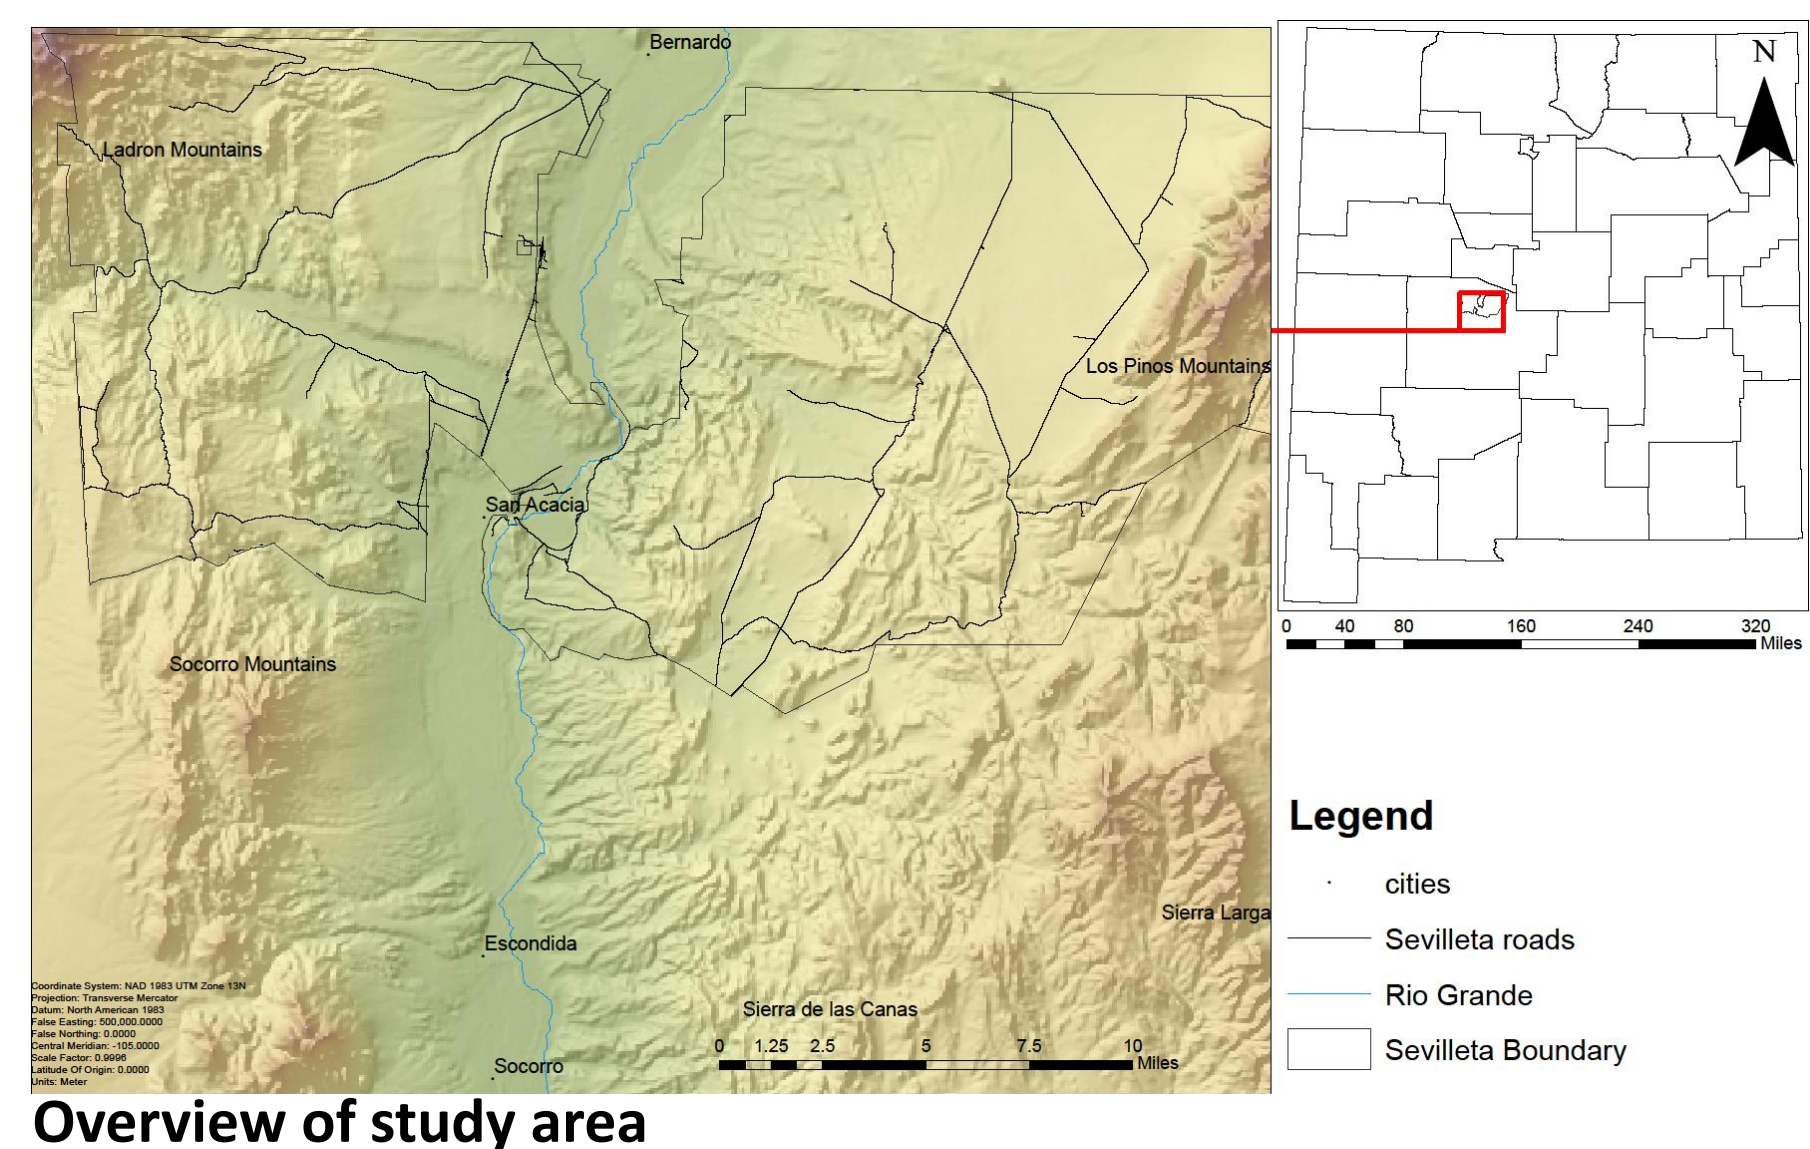 Bernardo
Ladron Mountains
Los Pinos Mountains
San Acacia
Socorro Mountains
Sierra Larga
Escondida
Sierra de las Canas
Socorro
Coordinate System: NAD 1983 UTM Zone 13N
Projection: Transverse Mercator
Datum: North American 1983
False Easting: 500,000.0000
False Northing: 0.0000
Central Meridian: -105.0000
Scale Factor: 0.9996
Latitude Of Origin: 0.0000
Units: Meter
0 1.25 2.5 5 7.5 10
Miles
N
0 40 80 160 240 320
Miles
Legend
cities
Sevilleta roads
Rio Grande
Sevilleta Boundary
Overview of study area